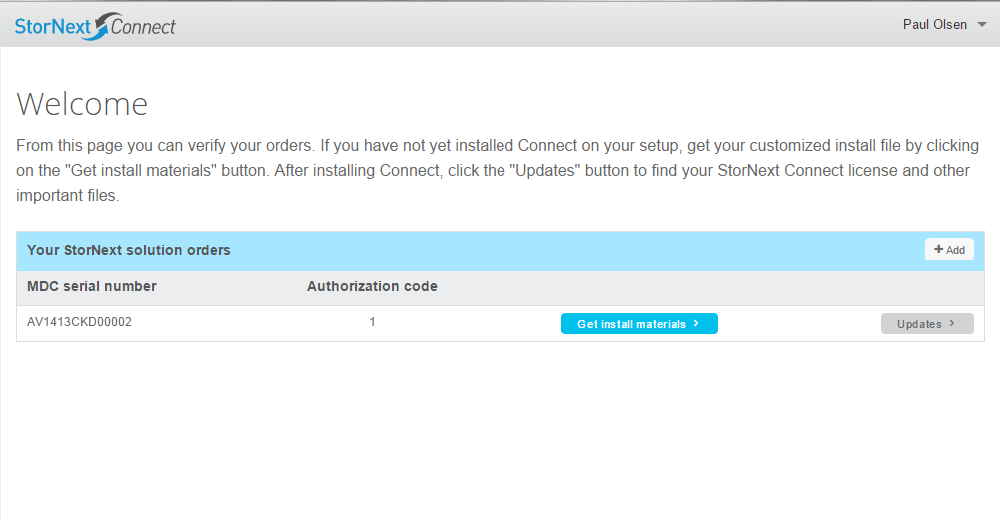 StorNext Connect
Paul Olsen
Welcome
From this page you can verify your orders. If you have not yet installed Connect on your setup, get your customized install file by clicking
on the "Get install materials" button. After installing Connect, click the "Updates" button to find your StorNext Connect license and other
important files.
Your StorNext solution orders
+ Add
MDC serial number Authorization code
AV1413CKD00002 1 Get install materials > Updates >